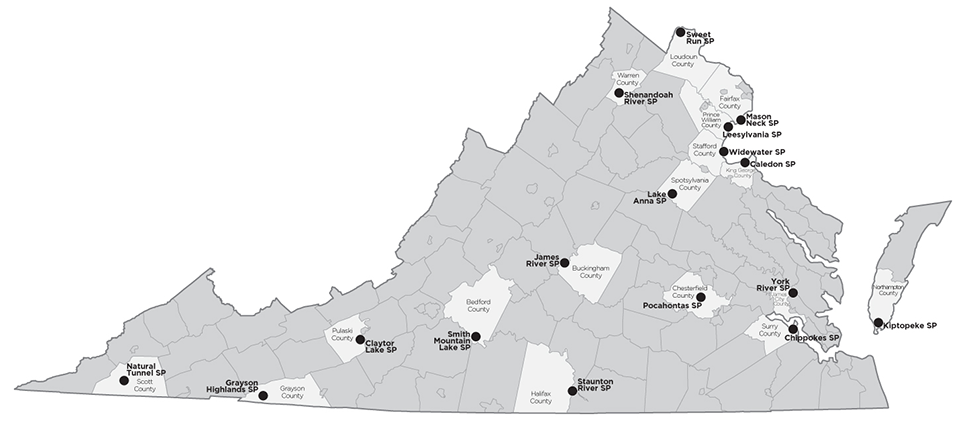 Sweet
Run SP
Loudoun
County
Warren
County
Shenandoah
River SP
Fairfax
County
Prince
William
County
Mason
Neck SP
Leesylvania SP
Stafford
County
Widewater SP
Caledon SP
King George
County
Spotsylvania
County
Lake
Anna SP
James
River SP
Buckingham
County
Chesterfield
County
Pocahontas SP
York
River SP
James
City
County
Northampton
County
Kiptopeke SP
Surry
County
Chippokes SP
Bedford
County
Smith
Mountain
Lake SP
Pulaski
County
Claytor
Lake SP
Natural
Tunnel SP
Scott
County
Grayson
Highlands SP
Grayson
County
Halifax
County
Staunton
River SP